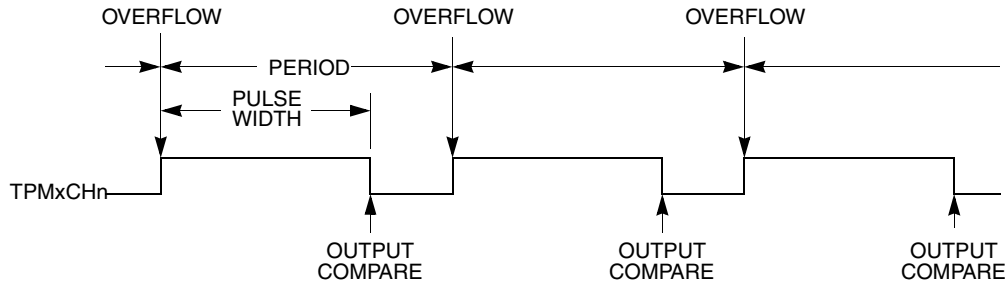 OVERFLOW OVERFLOW OVERFLOW
PERIOD
PULSE
WIDTH
TPMxCHn
OUTPUT
COMPARE
OUTPUT
COMPARE
OUTPUT
COMPARE